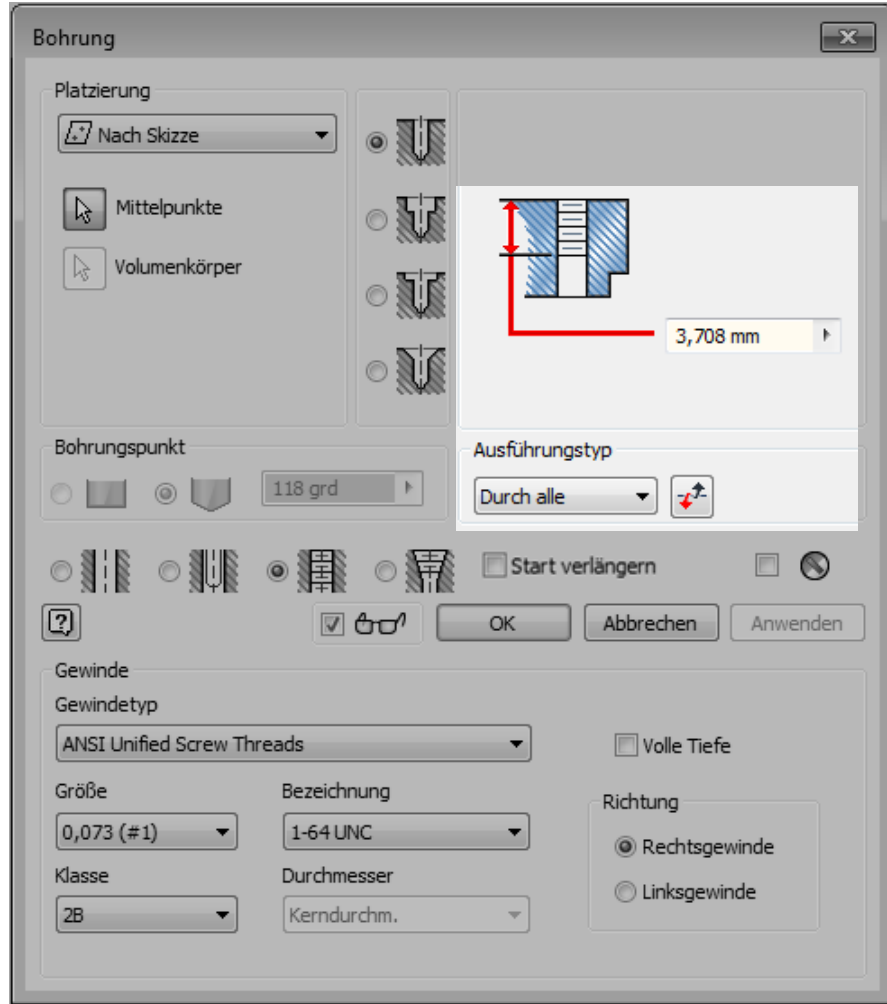 Bohrung
Platzierung
Nach Skizze
Mittelpunkte
Volumenkörper
3,708 mm
Bohrungspunkt
118 grd
Ausführungstyp
Durch alle
Start verlängern
?
OK
Abbrechen
Anwenden
Gewinde
Gewindetyp
ANSI Unified Screw Threads
Volle Tiefe
Größe
Bezeichnung
0,073 (#1)
1-64 UNC
Klasse
Durchmesser
2B
Kerndurchm.
Richtung
Rechtsgewinde
Linksgewinde